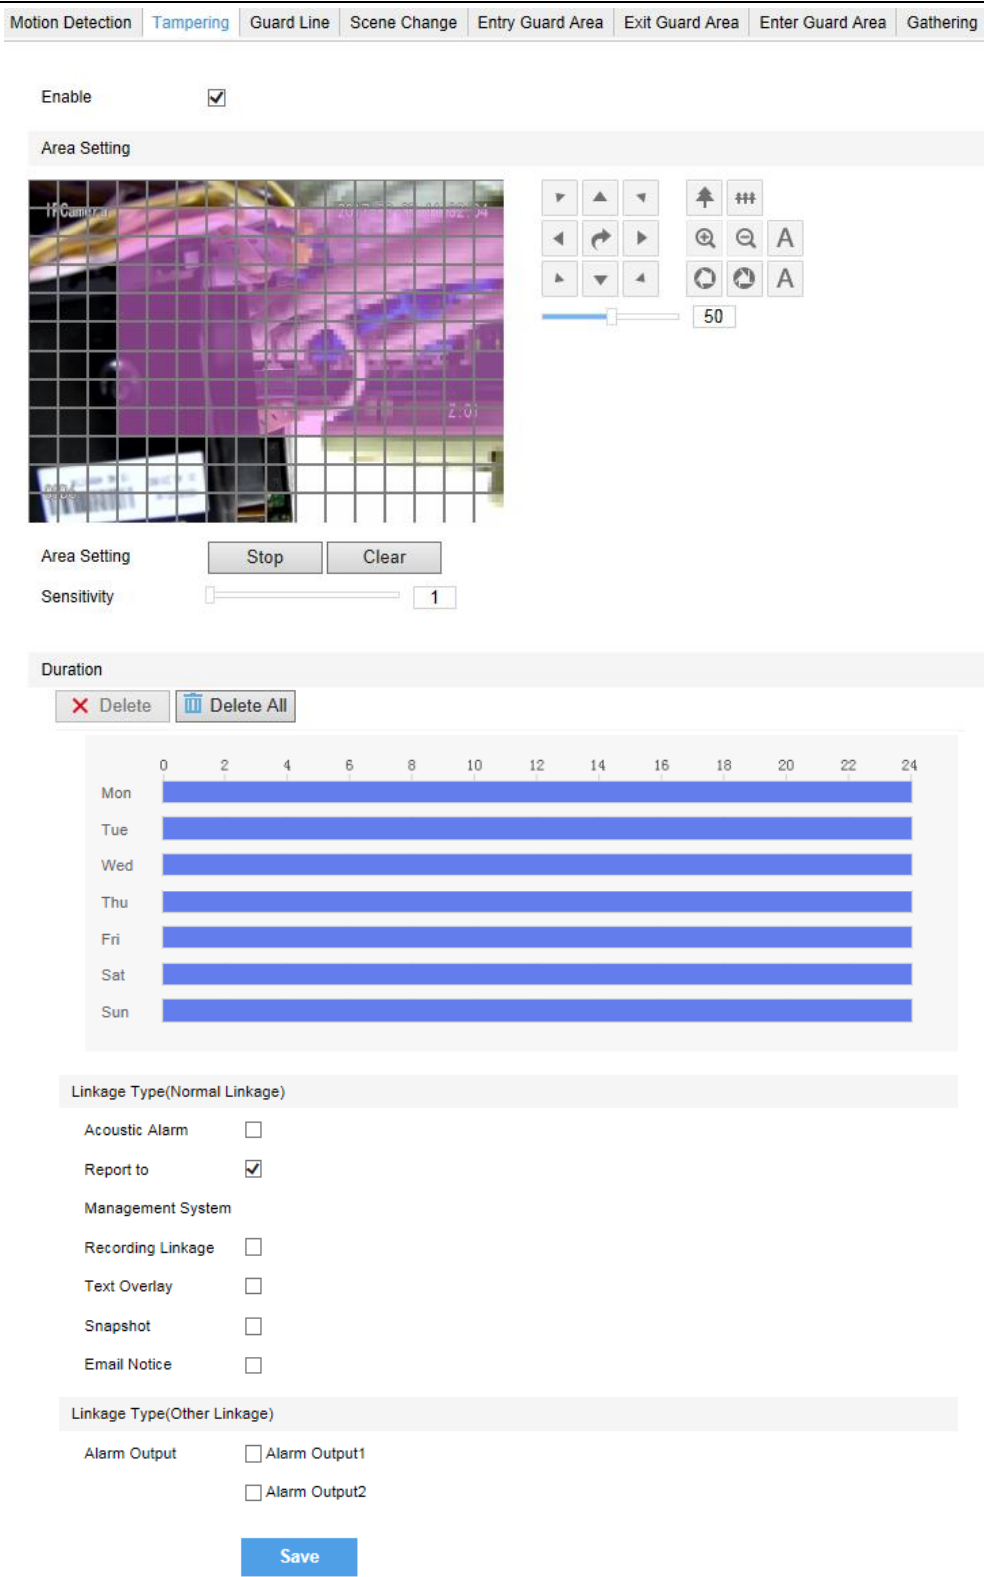 Motion Detection Tampering Guard Line Scene Change Entry Guard Area Exit Guard Area Enter Guard Area Gathering
Enable
Area Setting
IPCamera
A
A
50
Area Setting Stop Clear
Sensitivity 1
Duration
Delete Delete All
0 2 4 6 8 10 12 14 16 18 20 22 24
Mon
Tue
Wed
Thu
Fri
Sat
Sun
Linkage Type(Normal Linkage)
Acoustic Alarm
Report to
Management System
Recording Linkage
Text Overlay
Snapshot
Email Notice
Linkage Type(Other Linkage)
Alarm Output Alarm Output1
Alarm Output2
Save